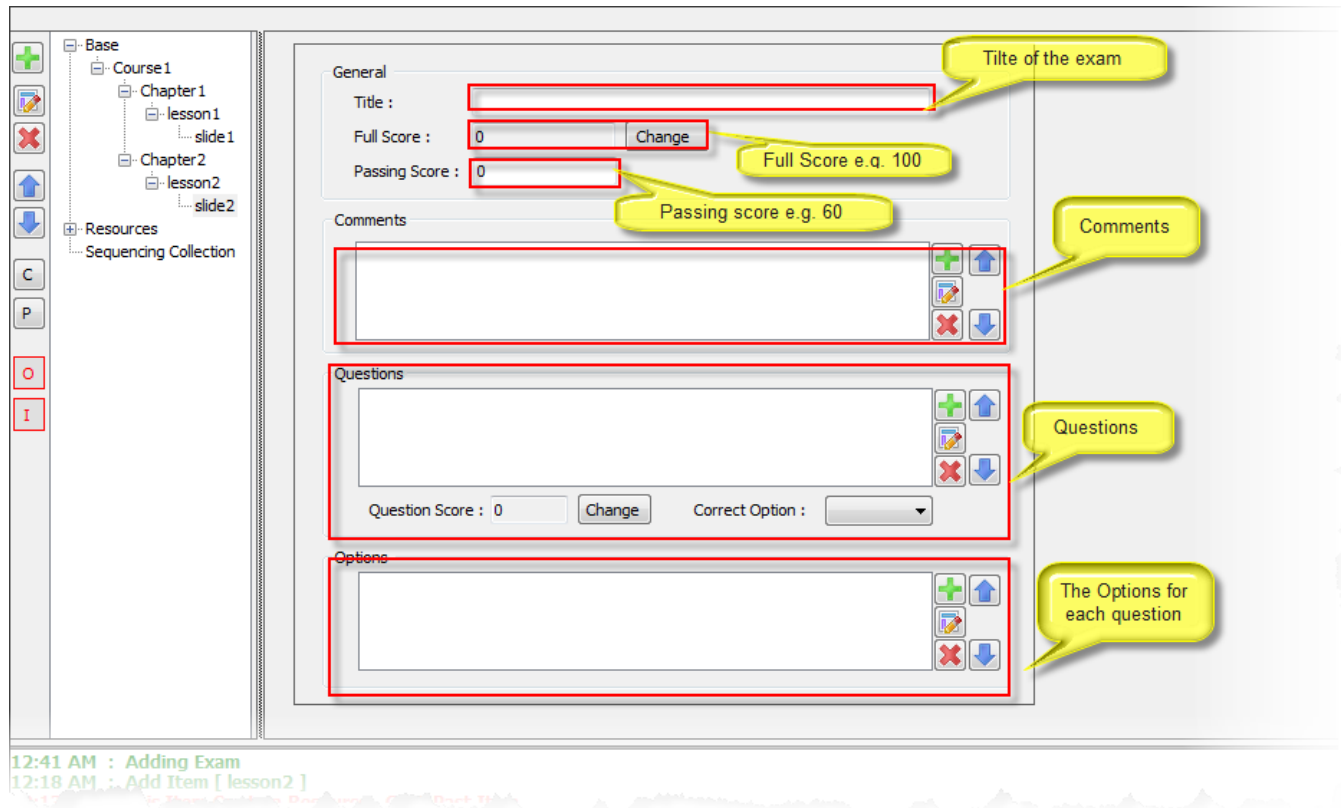 Base
Course1
Chapter1
lesson1
slide1
Chapter2
lesson2
slide2
Resources
Sequencing Collection
C
P
O
I
General
Title :
Full Score : 0 Change
Passing Score : 0
Tilte of the exam
Full Score e.g. 100
Passing score e.g. 60
Comments
Comments
Questions
Questions
Question Score : 0 Change Correct Option :
Options
The Options for
each question
12:41 AM : Adding Exam
12:18 AM : Add Item [ lesson2 ]